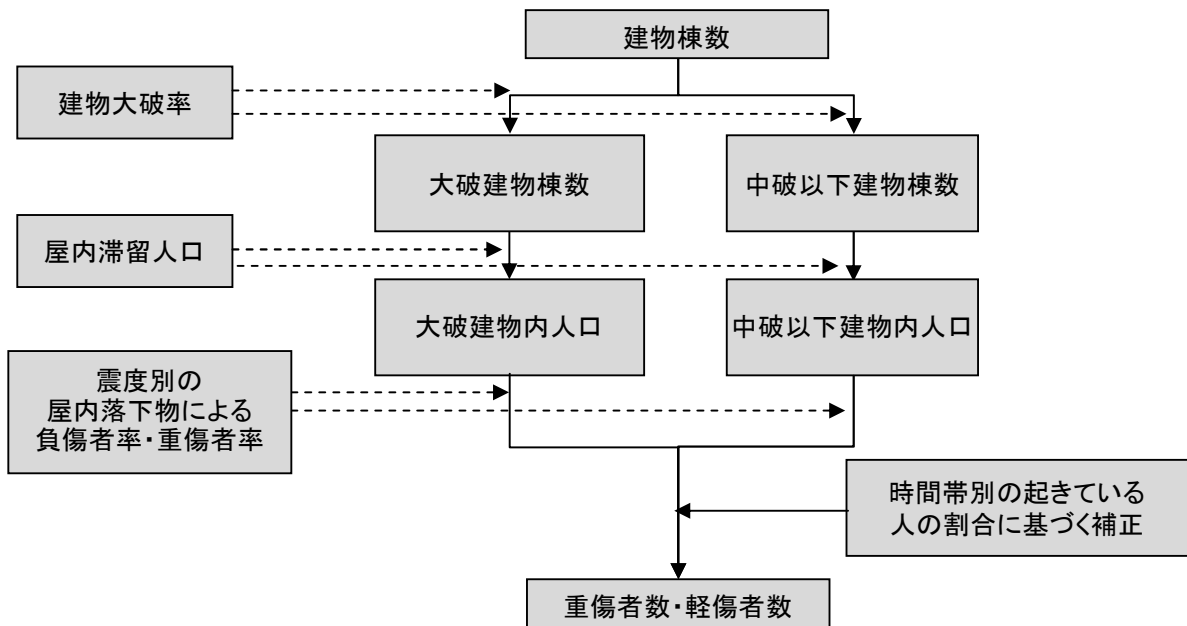 建物棟数
建物大破率
大破建物棟数
中破以下建物棟数
屋内滞留人口
大破建物内人口
中破以下建物内人口
震度別の
屋内落下物による
負傷者率・重傷者率
時間帯別の起きている
人の割合に基づく補正
重傷者数・軽傷者数